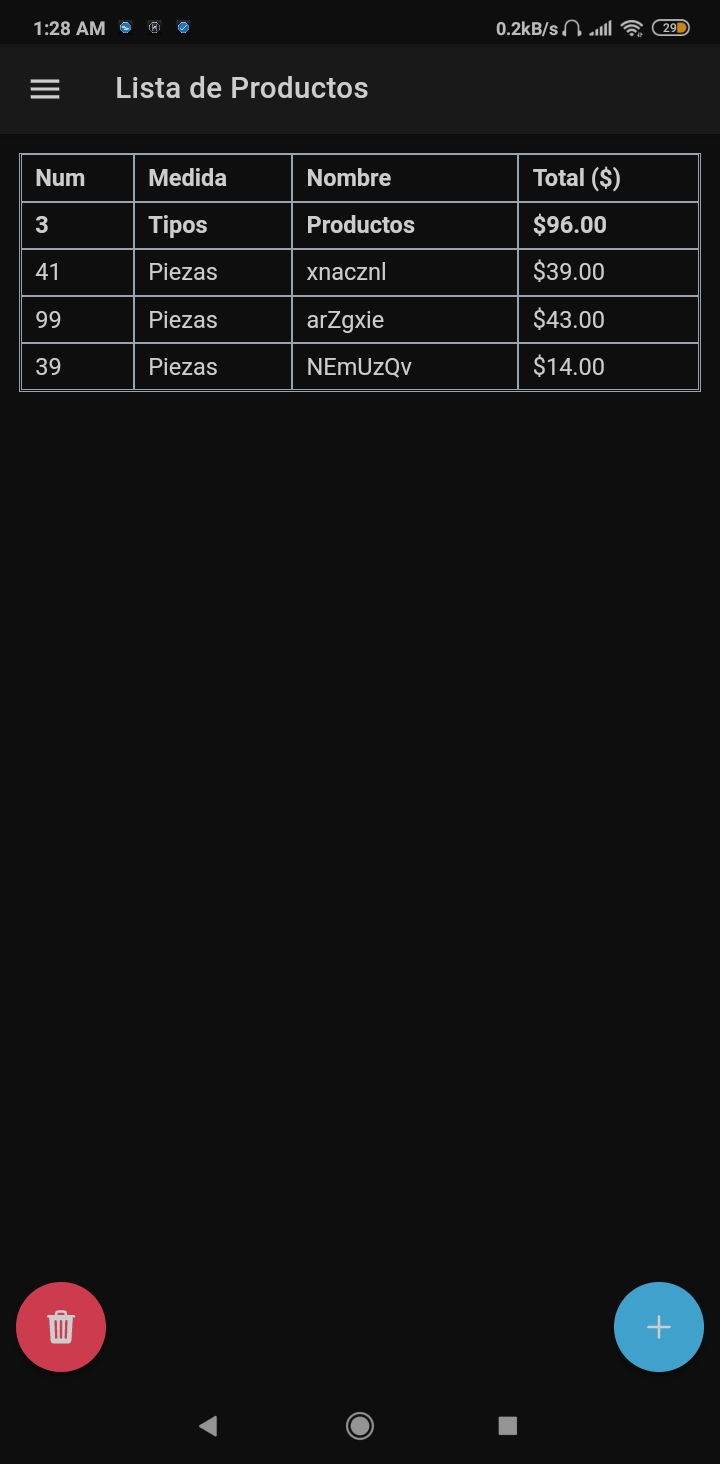 1:28 AM 0.2kB/s 29
Lista de Productos
Num Medida Nombre Total ($)
3 Tipos Productos $96.00
41 Piezas xnacznl $39.00
99 Piezas arZgxie $43.00
39 Piezas NEmUzQv $14.00